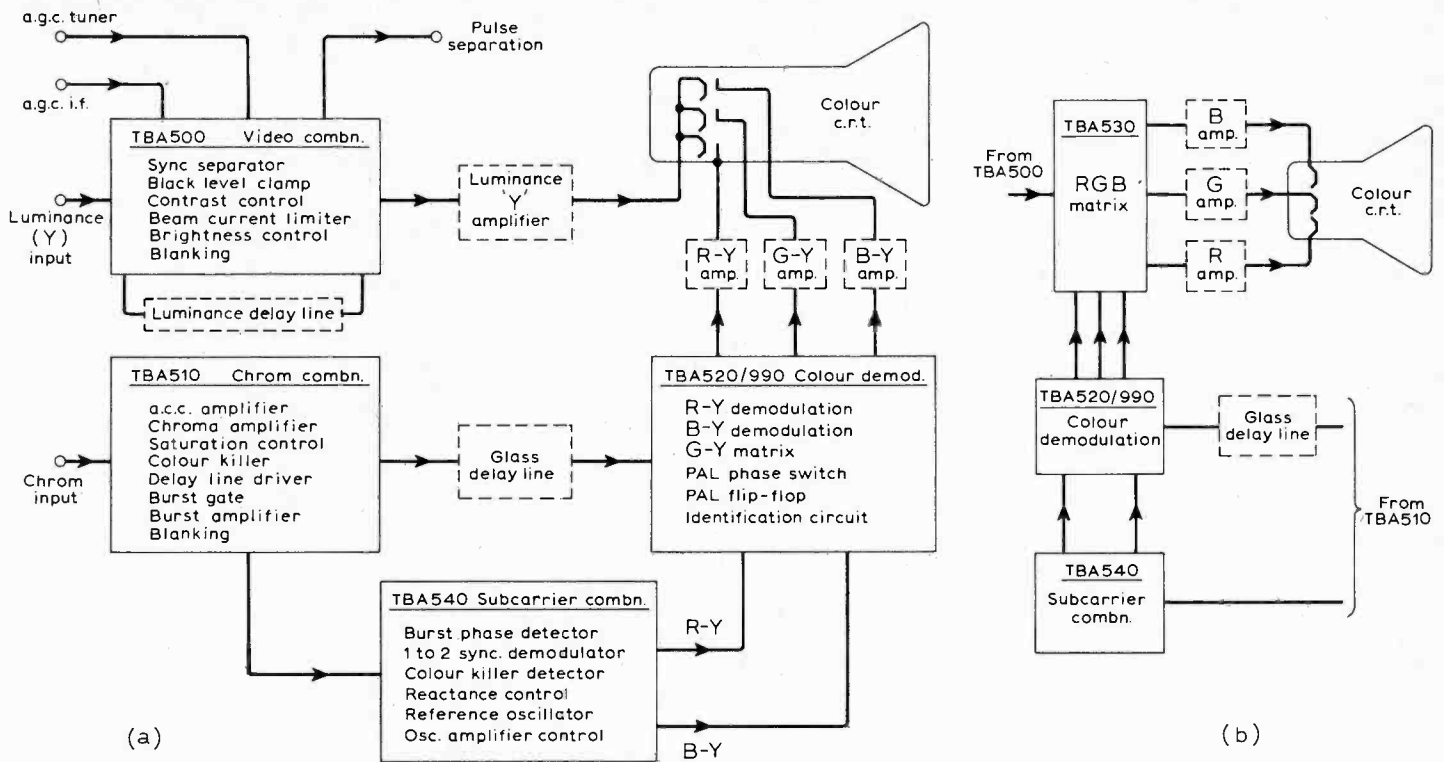 a.g.c. tuner
a.g.c. i.f.
Pulse
separation
TBA500 Video combn.
Sync separator
Black level clamp
Contrast control
Beam current limiter
Brightness control
Blanking
Luminance
(Y)
input
Luminance delay line
Luminance
'Y'
amplifier
Colour
c.r.t.
R-Y
amp.
G-Y
amp.
B-Y
amp.
TBA510 Chrom combn.
a.c.c. amplifier
Chroma amplifier
Saturation control
Colour killer
Delay line driver
Burst gate
Burst amplifier
Blanking
Chrom
input
Glass
delay line
TBA520/990 Colour demod.
R-Y demodulation
B-Y demodulation
G-Y matrix
PAL phase switch
PAL flip-flop
Identification circuit
TBA540 Subcarrier combn.
Burst phase detector
1 to 2 sync. demodulator
Colour killer detector
Reactance control
Reference oscillator
Osc. amplifier control
R-Y
B-Y
(a)
From
TBA500
TBA530
RGB
matrix
B
amp.
G
amp.
R
amp.
Colour
c.r.t.
TBA520/990
Colour
demodulation
Glass
delay line
TBA540
Subcarrier
combn.
From
TBA510
(b)